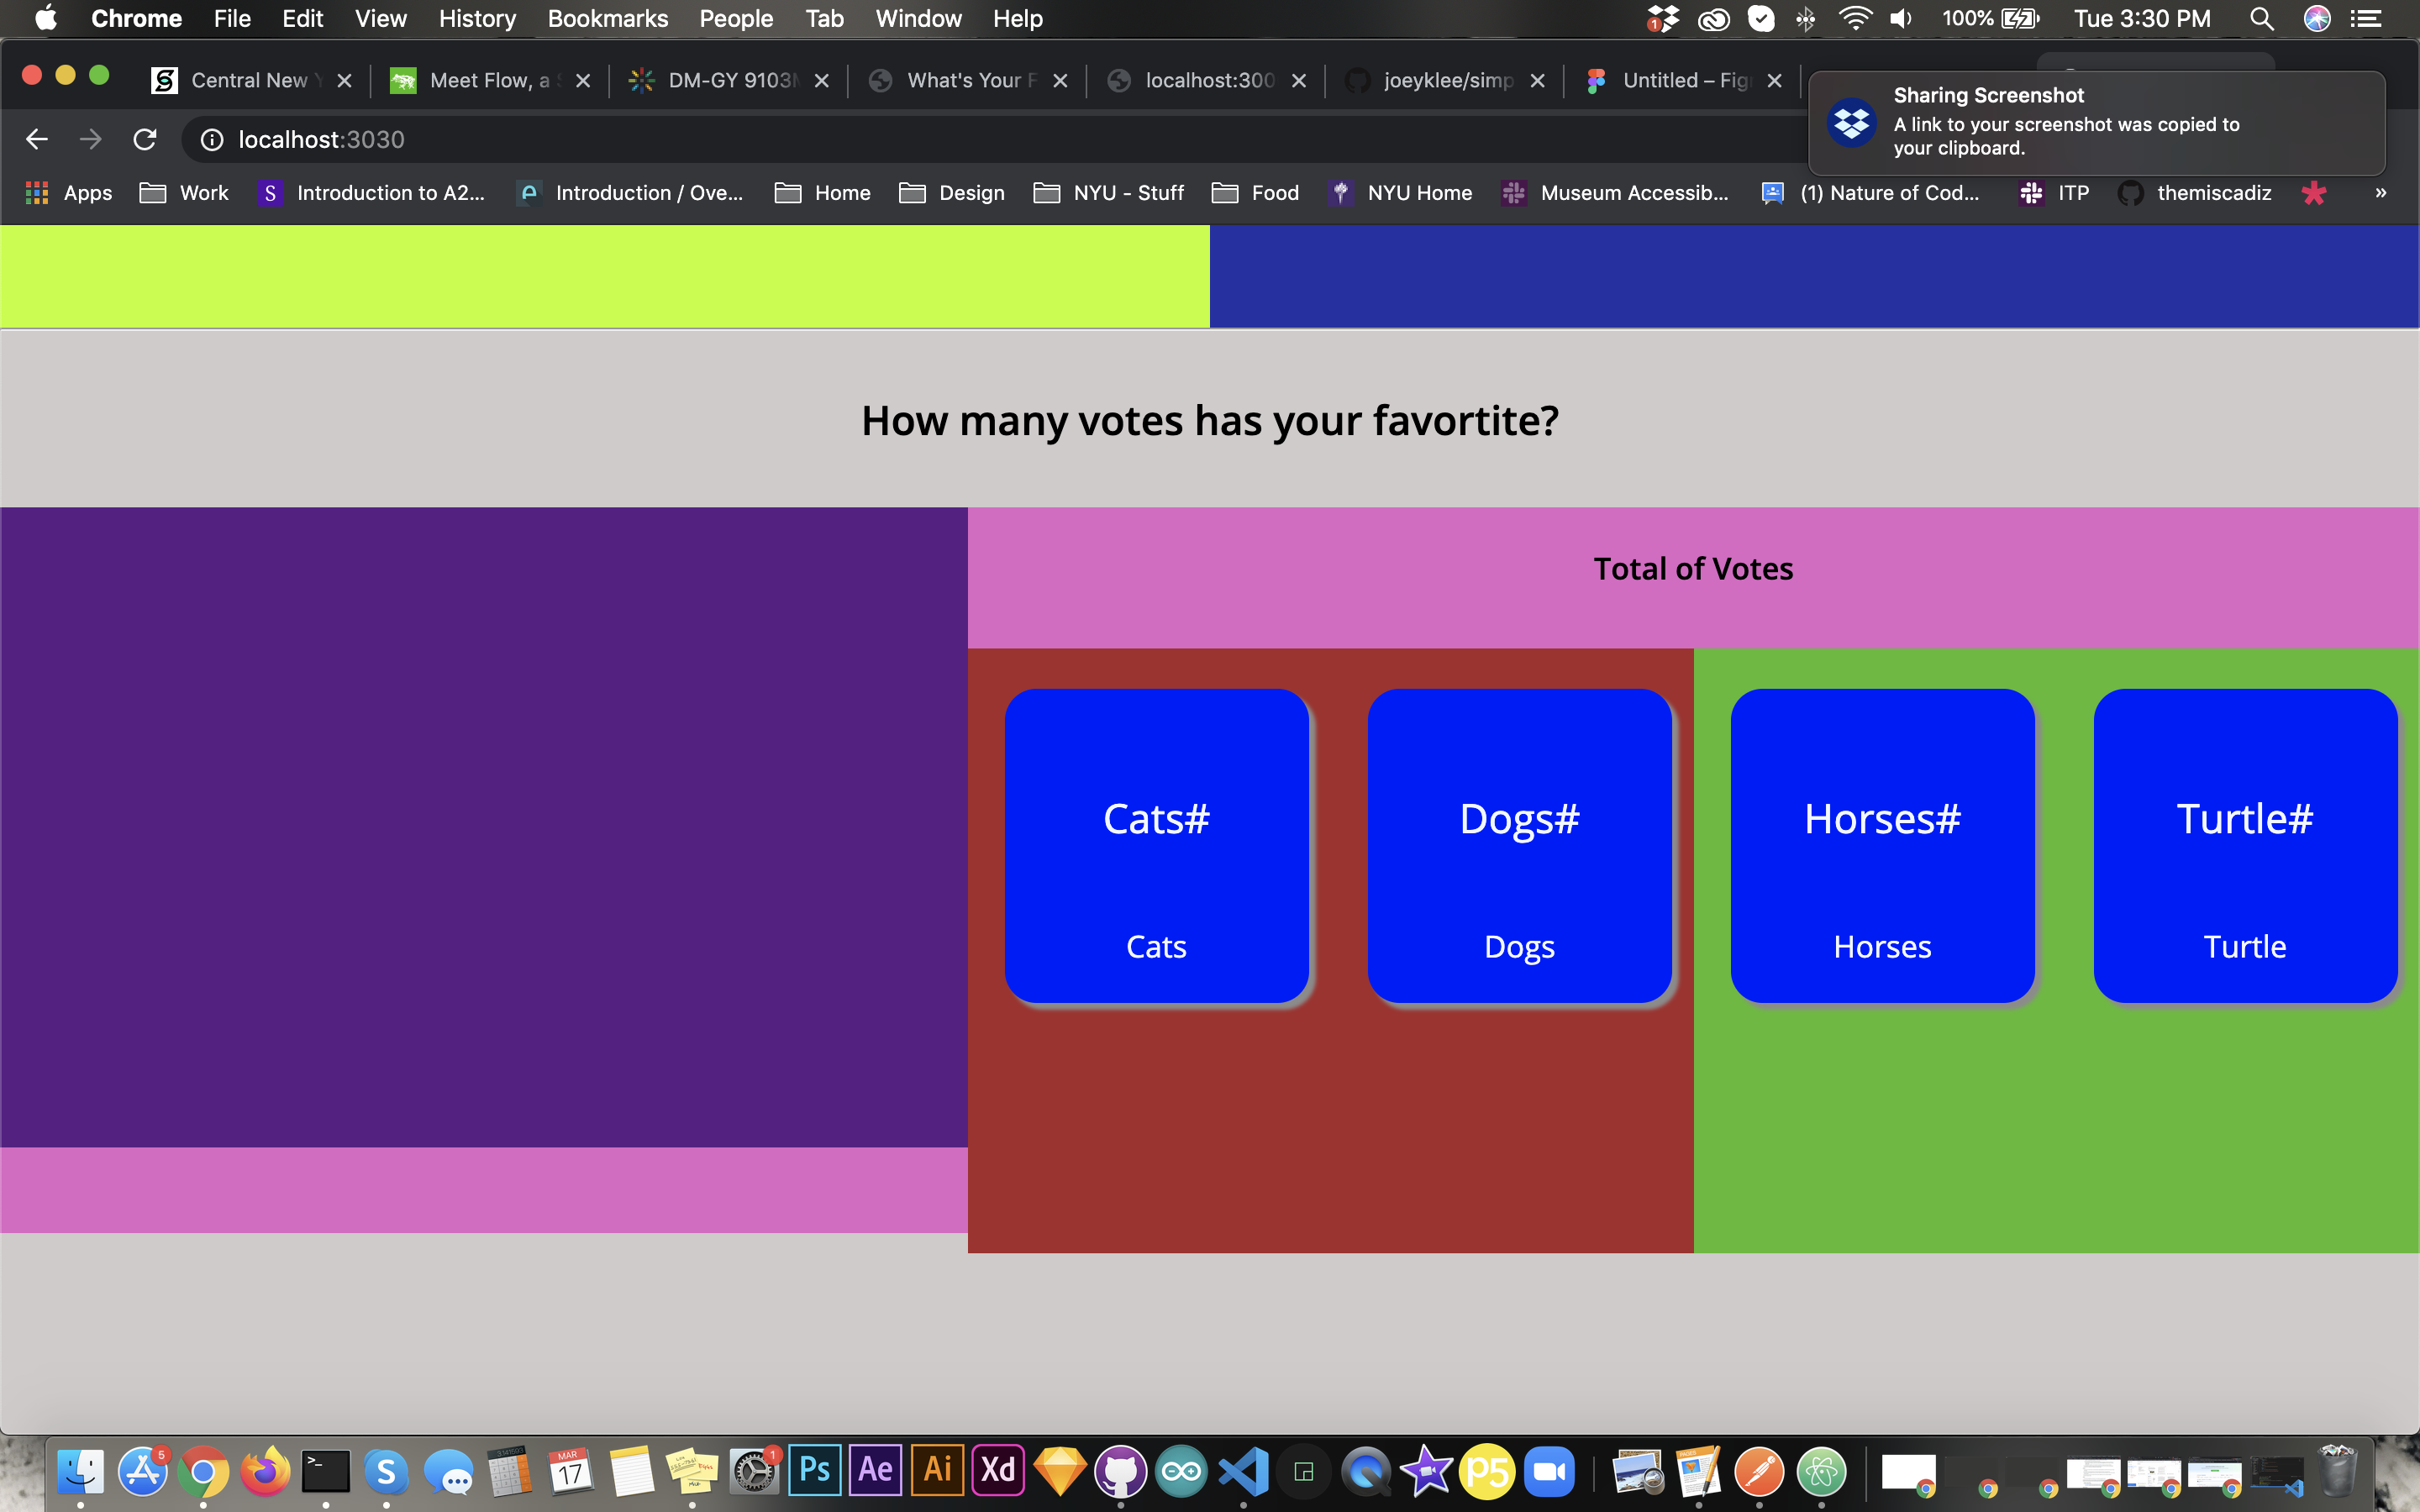 Chrome File Edit View History Bookmarks People Tab Window Help 1 100% Tue 3:30 PM
Central New Meet Flow, a DM-GY 9103 What's Your localhost:300 joeyklee/simp Untitled – Fig
Sharing Screenshot
A link to your screenshot was copied to
your clipboard.
localhost:3030
Apps Work S Introduction to A2... Introduction / Ove... Home Design NYU - Stuff Food NYU Home Museum Accessib... (1) Nature of Cod... ITP themiscadiz »
How many votes has your favortite?
Total of Votes
Cats# Dogs# Horses# Turtle#
Cats Dogs Horses Turtle
5 >_ S MAR 17 1 Ps Ae Ai Xd p5